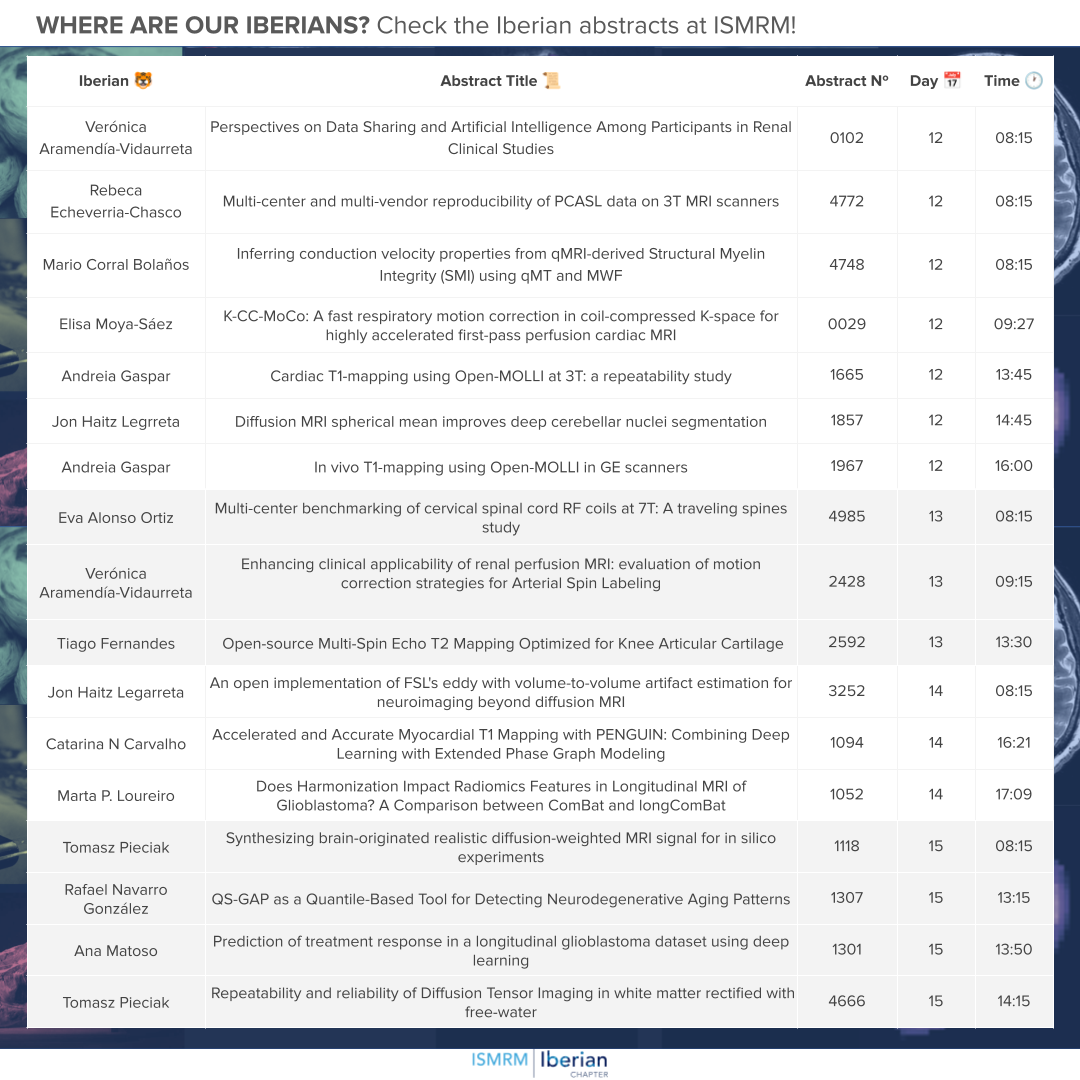 WHERE ARE OUR IBERIANS? Check the Iberian abstracts at ISMRM!
Iberian 🐯 Abstract Title 📜 Abstract Nº Day 📅 Time 🕐
Verónica
Aramendía-Vidaurreta
Perspectives on Data Sharing and Artificial Intelligence Among Participants in Renal
Clinical Studies
0102 12 08:15
Rebeca
Echeverria-Chasco
Multi-center and multi-vendor reproducibility of PCASL data on 3T MRI scanners
4772 12 08:15
Mario Corral Bolaños
Inferring conduction velocity properties from qMRI-derived Structural Myelin
Integrity (SMI) using qMT and MWF
4748 12 08:15
Elisa Moya-Sáez
K-CC-MoCo: A fast respiratory motion correction in coil-compressed K-space for
highly accelerated first-pass perfusion cardiac MRI
0029 12 09:27
Andreia Gaspar
Cardiac T1-mapping using Open-MOLLI at 3T: a repeatability study
1665 12 13:45
Jon Haitz Legrreta
Diffusion MRI spherical mean improves deep cerebellar nuclei segmentation
1857 12 14:45
Andreia Gaspar
In vivo T1-mapping using Open-MOLLI in GE scanners
1967 12 16:00
Eva Alonso Ortiz
Multi-center benchmarking of cervical spinal cord RF coils at 7T: A traveling spines
study
4985 13 08:15
Verónica
Aramendía-Vidaurreta
Enhancing clinical applicability of renal perfusion MRI: evaluation of motion
correction strategies for Arterial Spin Labeling
2428 13 09:15
Tiago Fernandes
Open-source Multi-Spin Echo T2 Mapping Optimized for Knee Articular Cartilage
2592 13 13:30
Jon Haitz Legarreta
An open implementation of FSL's eddy with volume-to-volume artifact estimation for
neuroimaging beyond diffusion MRI
3252 14 08:15
Catarina N Carvalho
Accelerated and Accurate Myocardial T1 Mapping with PENGUIN: Combining Deep
Learning with Extended Phase Graph Modeling
1094 14 16:21
Marta P. Loureiro
Does Harmonization Impact Radiomics Features in Longitudinal MRI of
Glioblastoma? A Comparison between ComBat and longComBat
1052 14 17:09
Tomasz Pieciak
Synthesizing brain-originated realistic diffusion-weighted MRI signal for in silico
experiments
1118 15 08:15
Rafael Navarro
González
QS-GAP as a Quantile-Based Tool for Detecting Neurodegenerative Aging Patterns
1307 15 13:15
Ana Matoso
Prediction of treatment response in a longitudinal glioblastoma dataset using deep
learning
1301 15 13:50
Tomasz Pieciak
Repeatability and reliability of Diffusion Tensor Imaging in white matter rectified with
free-water
4666 15 14:15
ISMRM Iberian
CHAPTER